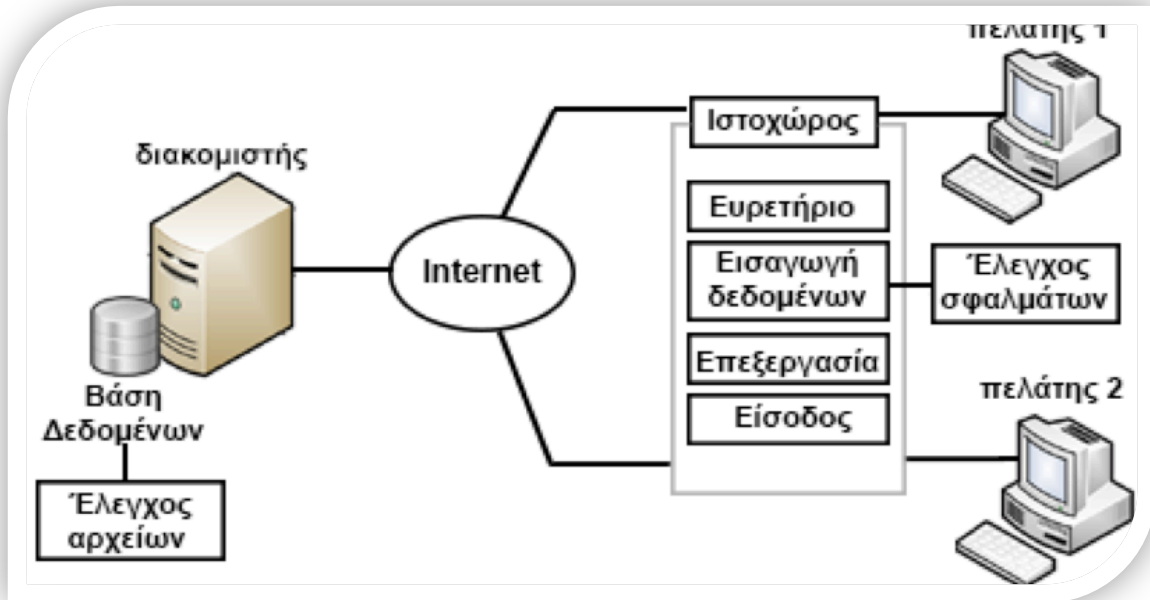 πελάτης 1
Ιστοχώρος
διακομιστής
Ευρετήριο
Internet
Εισαγωγή
δεδομένων
Έλεγχος
σφαλμάτων
Επεξεργασία
Είσοδος
πελάτης 2
Βάση
Δεδομένων
Έλεγχος
αρχείων